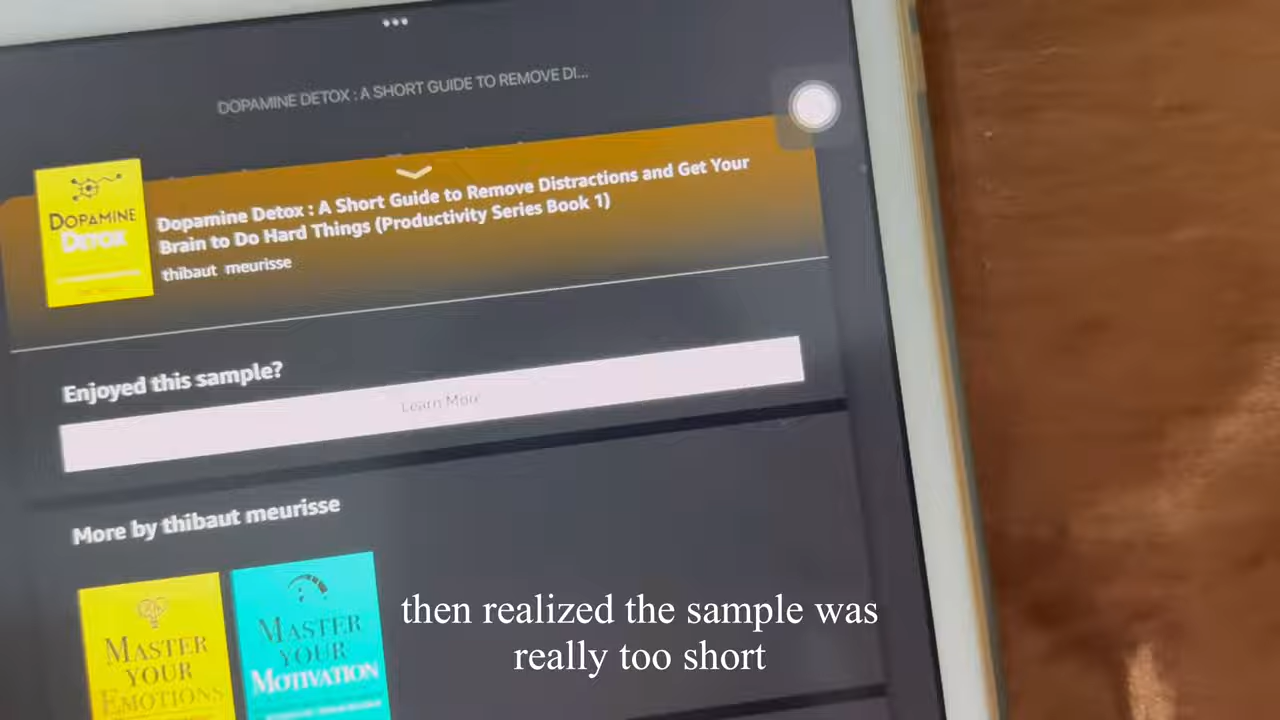 DOPAMINE DETOX : A SHORT GUIDE TO REMOVE DI...
DOPAMINE
DETOX
Dopamine Detox : A Short Guide to Remove Distractions and Get Your
Brain to Do Hard Things (Productivity Series Book 1)
thibaut meurisse
Enjoyed this sample?
Learn More
More by thibaut meurisse
MASTER
YOUR
EMOTIONS
MASTER
YOUR
MOTIVATION
then realized the sample was
really too short